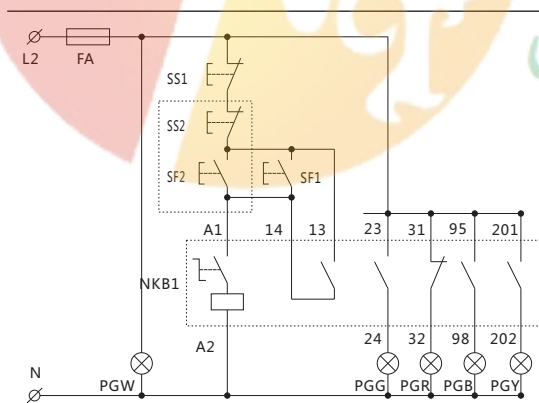 L2 FA
SS1
SS2
SF2 SF1
A1 14 13 23 31 95 201
NKB1
A2 24 32 98 202
N PGW PGG PGR PGB PGY